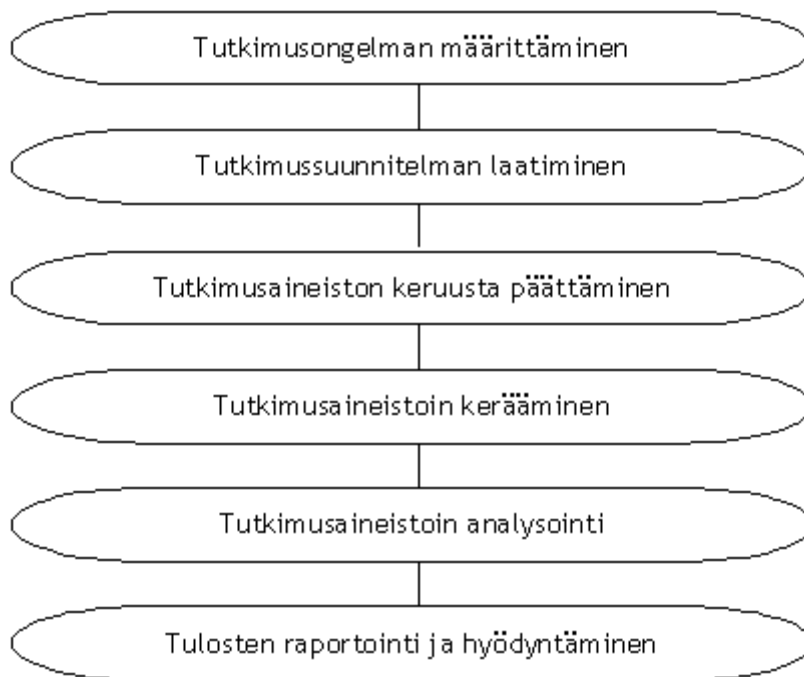 Tutkimusongelman määrittäminen
Tutkimussuunnitelman laatiminen
Tutkimusaineiston keruusta päättäminen
Tutkimusaineistoin kerääminen
Tutkimusaineistoin analysointi
Tulosten raportointi ja hyödyntäminen